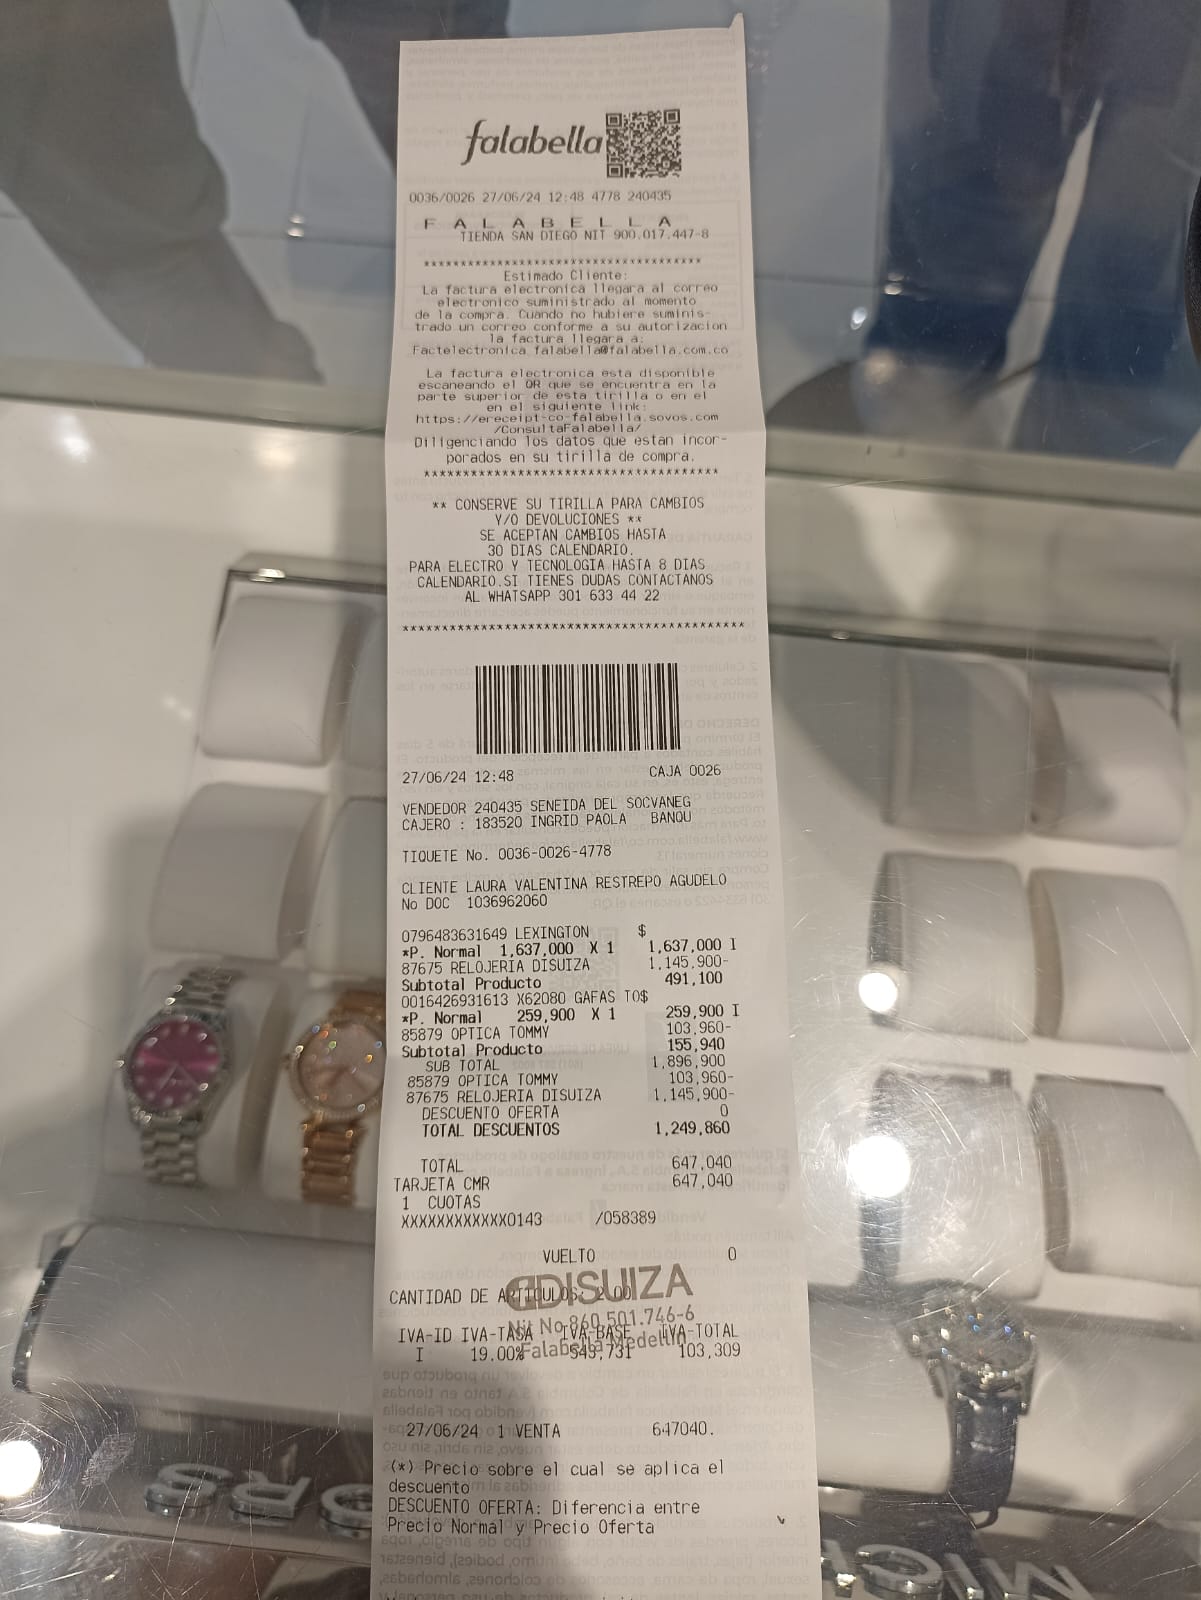 falabella
0036/0026 27/06/24 12:48 4778 240435
F A L A B E L L A
TIENDA SAN DIEGO NIT 900.017.447-8
************************************
Estimado Cliente:
La factura electronica llegara al correo
electronico suministrado al momento
de la compra. Cuando no hubiere suminis-
trado un correo conforme a su autorizacion
la factura llegara a:
Factelectronica_falabella@falabella.com.co
La factura electronica esta disponible
escaneando el QR que se encuentra en la
parte superior de esta tirilla o en el
en el siguiente link:
https://ereceipt-co-falabella.sovos.com
/ConsultaFalabella/
Diligenciando los datos que estan incor-
porados en su tirilla de compra.
**************************************
** CONSERVE SU TIRILLA PARA CAMBIOS
Y/O DEVOLUCIONES **
SE ACEPTAN CAMBIOS HASTA
30 DIAS CALENDARIO.
PARA ELECTRO Y TECNOLOGIA HASTA 8 DIAS
CALENDARIO.SI TIENES DUDAS CONTACTANOS
AL WHATSAPP 301 633 44 22
********************************************
27/06/24 12:48 CAJA 0026
VENDEDOR 240435 SENEIDA DEL SOCVANEG
CAJERO : 183520 INGRID PAOLA BANQU
TIQUETE No. 0036-0026-4778
CLIENTE LAURA VALENTINA RESTREPO AGUDELO
No DOC 1036962060
0796483631649 LEXINGTON $
*P. Normal 1,637,000 X 1 1,637,000 I
87675 RELOJERIA DISUIZA 1,145,900-
Subtotal Producto 491,100
0016426931613 X62080 GAFAS TO$
*P. Normal 259,900 X 1 259,900 I
85879 OPTICA TOMMY 103,960-
Subtotal Producto 155,940
SUB TOTAL 1,896,900
85879 OPTICA TOMMY 103,960-
87675 RELOJERIA DISUIZA 1,145,900-
DESCUENTO OFERTA 0
TOTAL DESCUENTOS 1,249,860
TOTAL 647,040
TARJETA CMR 647,040
1 CUOTAS
XXXXXXXXXXXX0143 /058389
VUELTO 0
DISUIZA
CANTIDAD DE ARTICULOS: 2.00
Nit No 860.501.746-6
IVA-ID IVA-TASA IVA-BASE IVA-TOTAL
Falabella Medellin
I 19.00% 543,731 103,309
27/06/24 1 VENTA 647040.
(*) Precio sobre el cual se aplica el
descuento
DESCUENTO OFERTA: Diferencia entre
Precio Normal y Precio Oferta